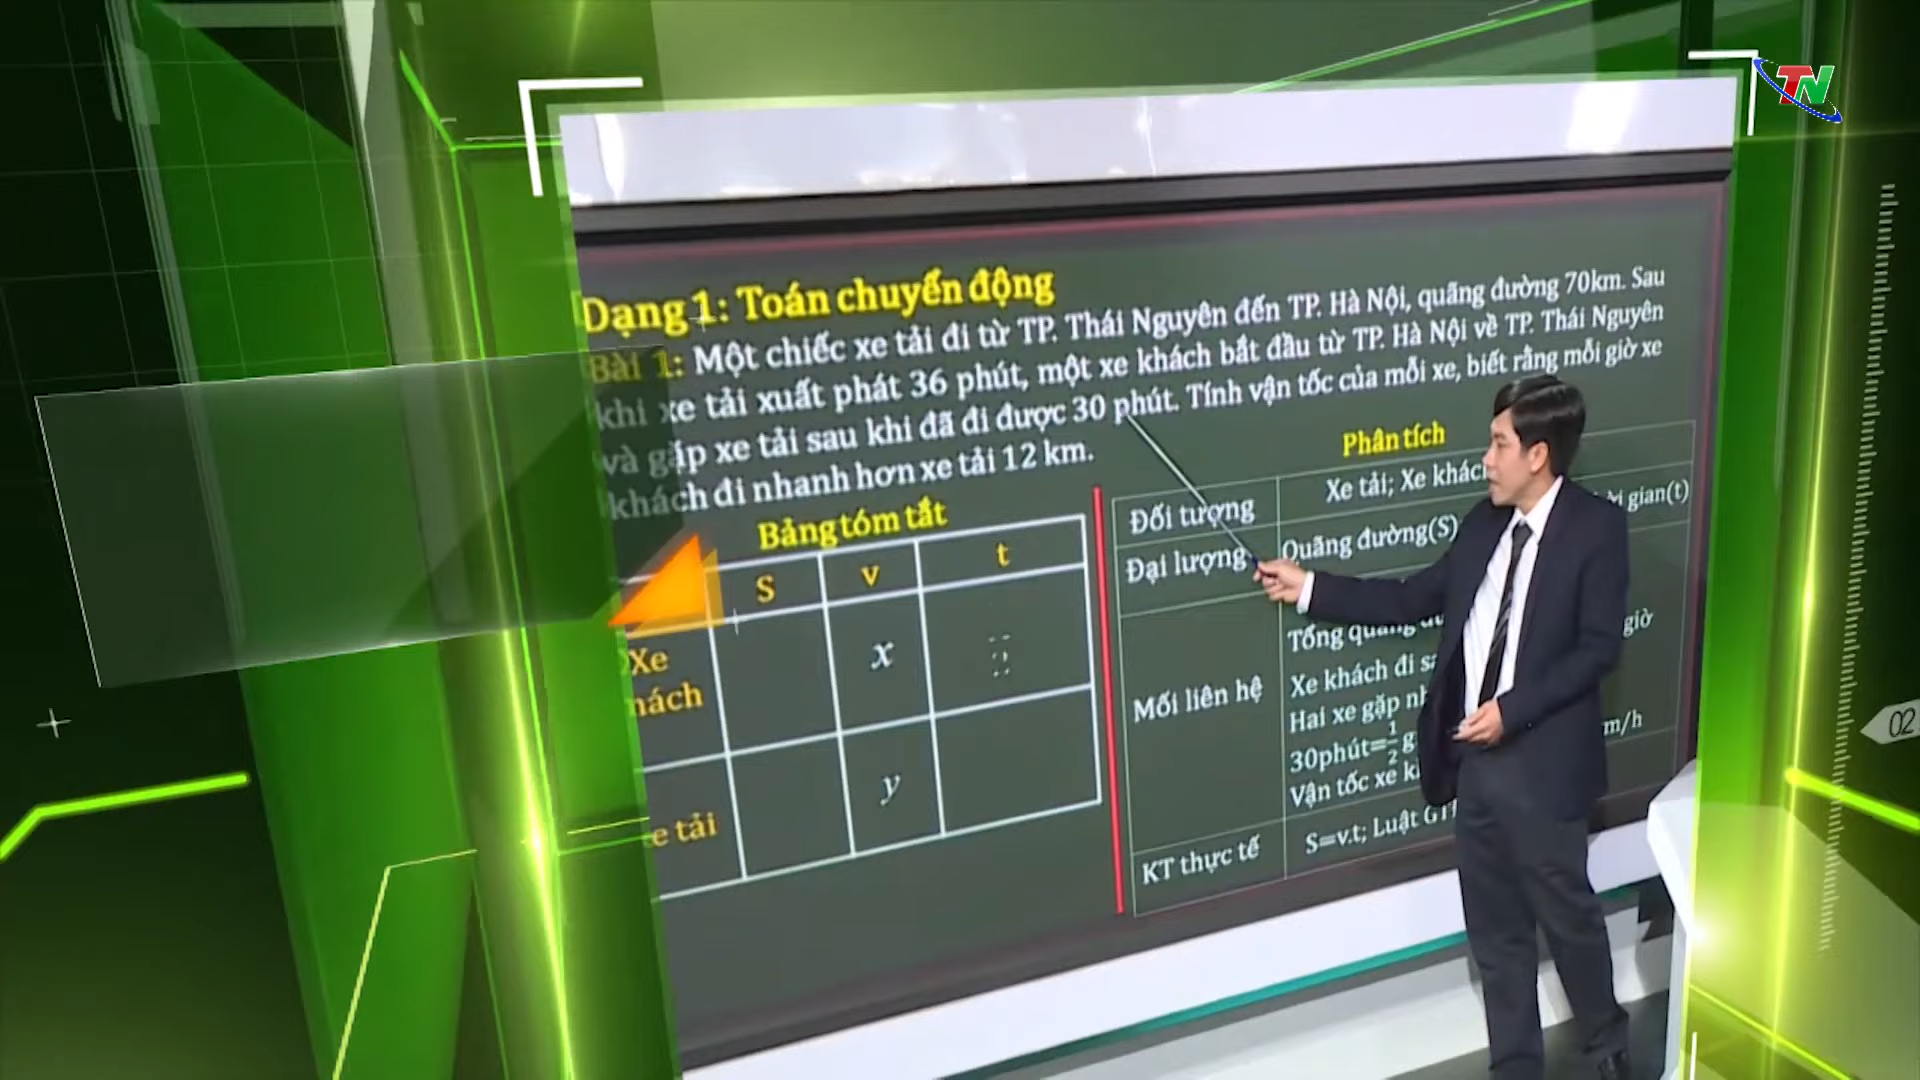 TN
Dạng 1: Toán chuyển động
Bài 1: Một chiếc xe tải đi từ TP. Thái Nguyên đến TP. Hà Nội, quãng đường 70km. Sau
khi xe tải xuất phát 36 phút, một xe khách bắt đầu từ TP. Hà Nội về TP. Thái Nguyên
và gặp xe tải sau khi đã đi được 30 phút. Tính vận tốc của mỗi xe, biết rằng mỗi giờ xe
khách đi nhanh hơn xe tải 12 km.
Bảng tóm tắt
S v t
Xe x
hách
e tải y
Phân tích
Đối tượng Xe tải; Xe khác
Đại lượng Quãng đường(S) gian(t)
Mối liên hệ
Tổng quãng giờ
Xe khách đi
Hai xe gặp
30phút=1/2 g m/h
Vận tốc xe
KT thực tế S=v.t; Luật
02